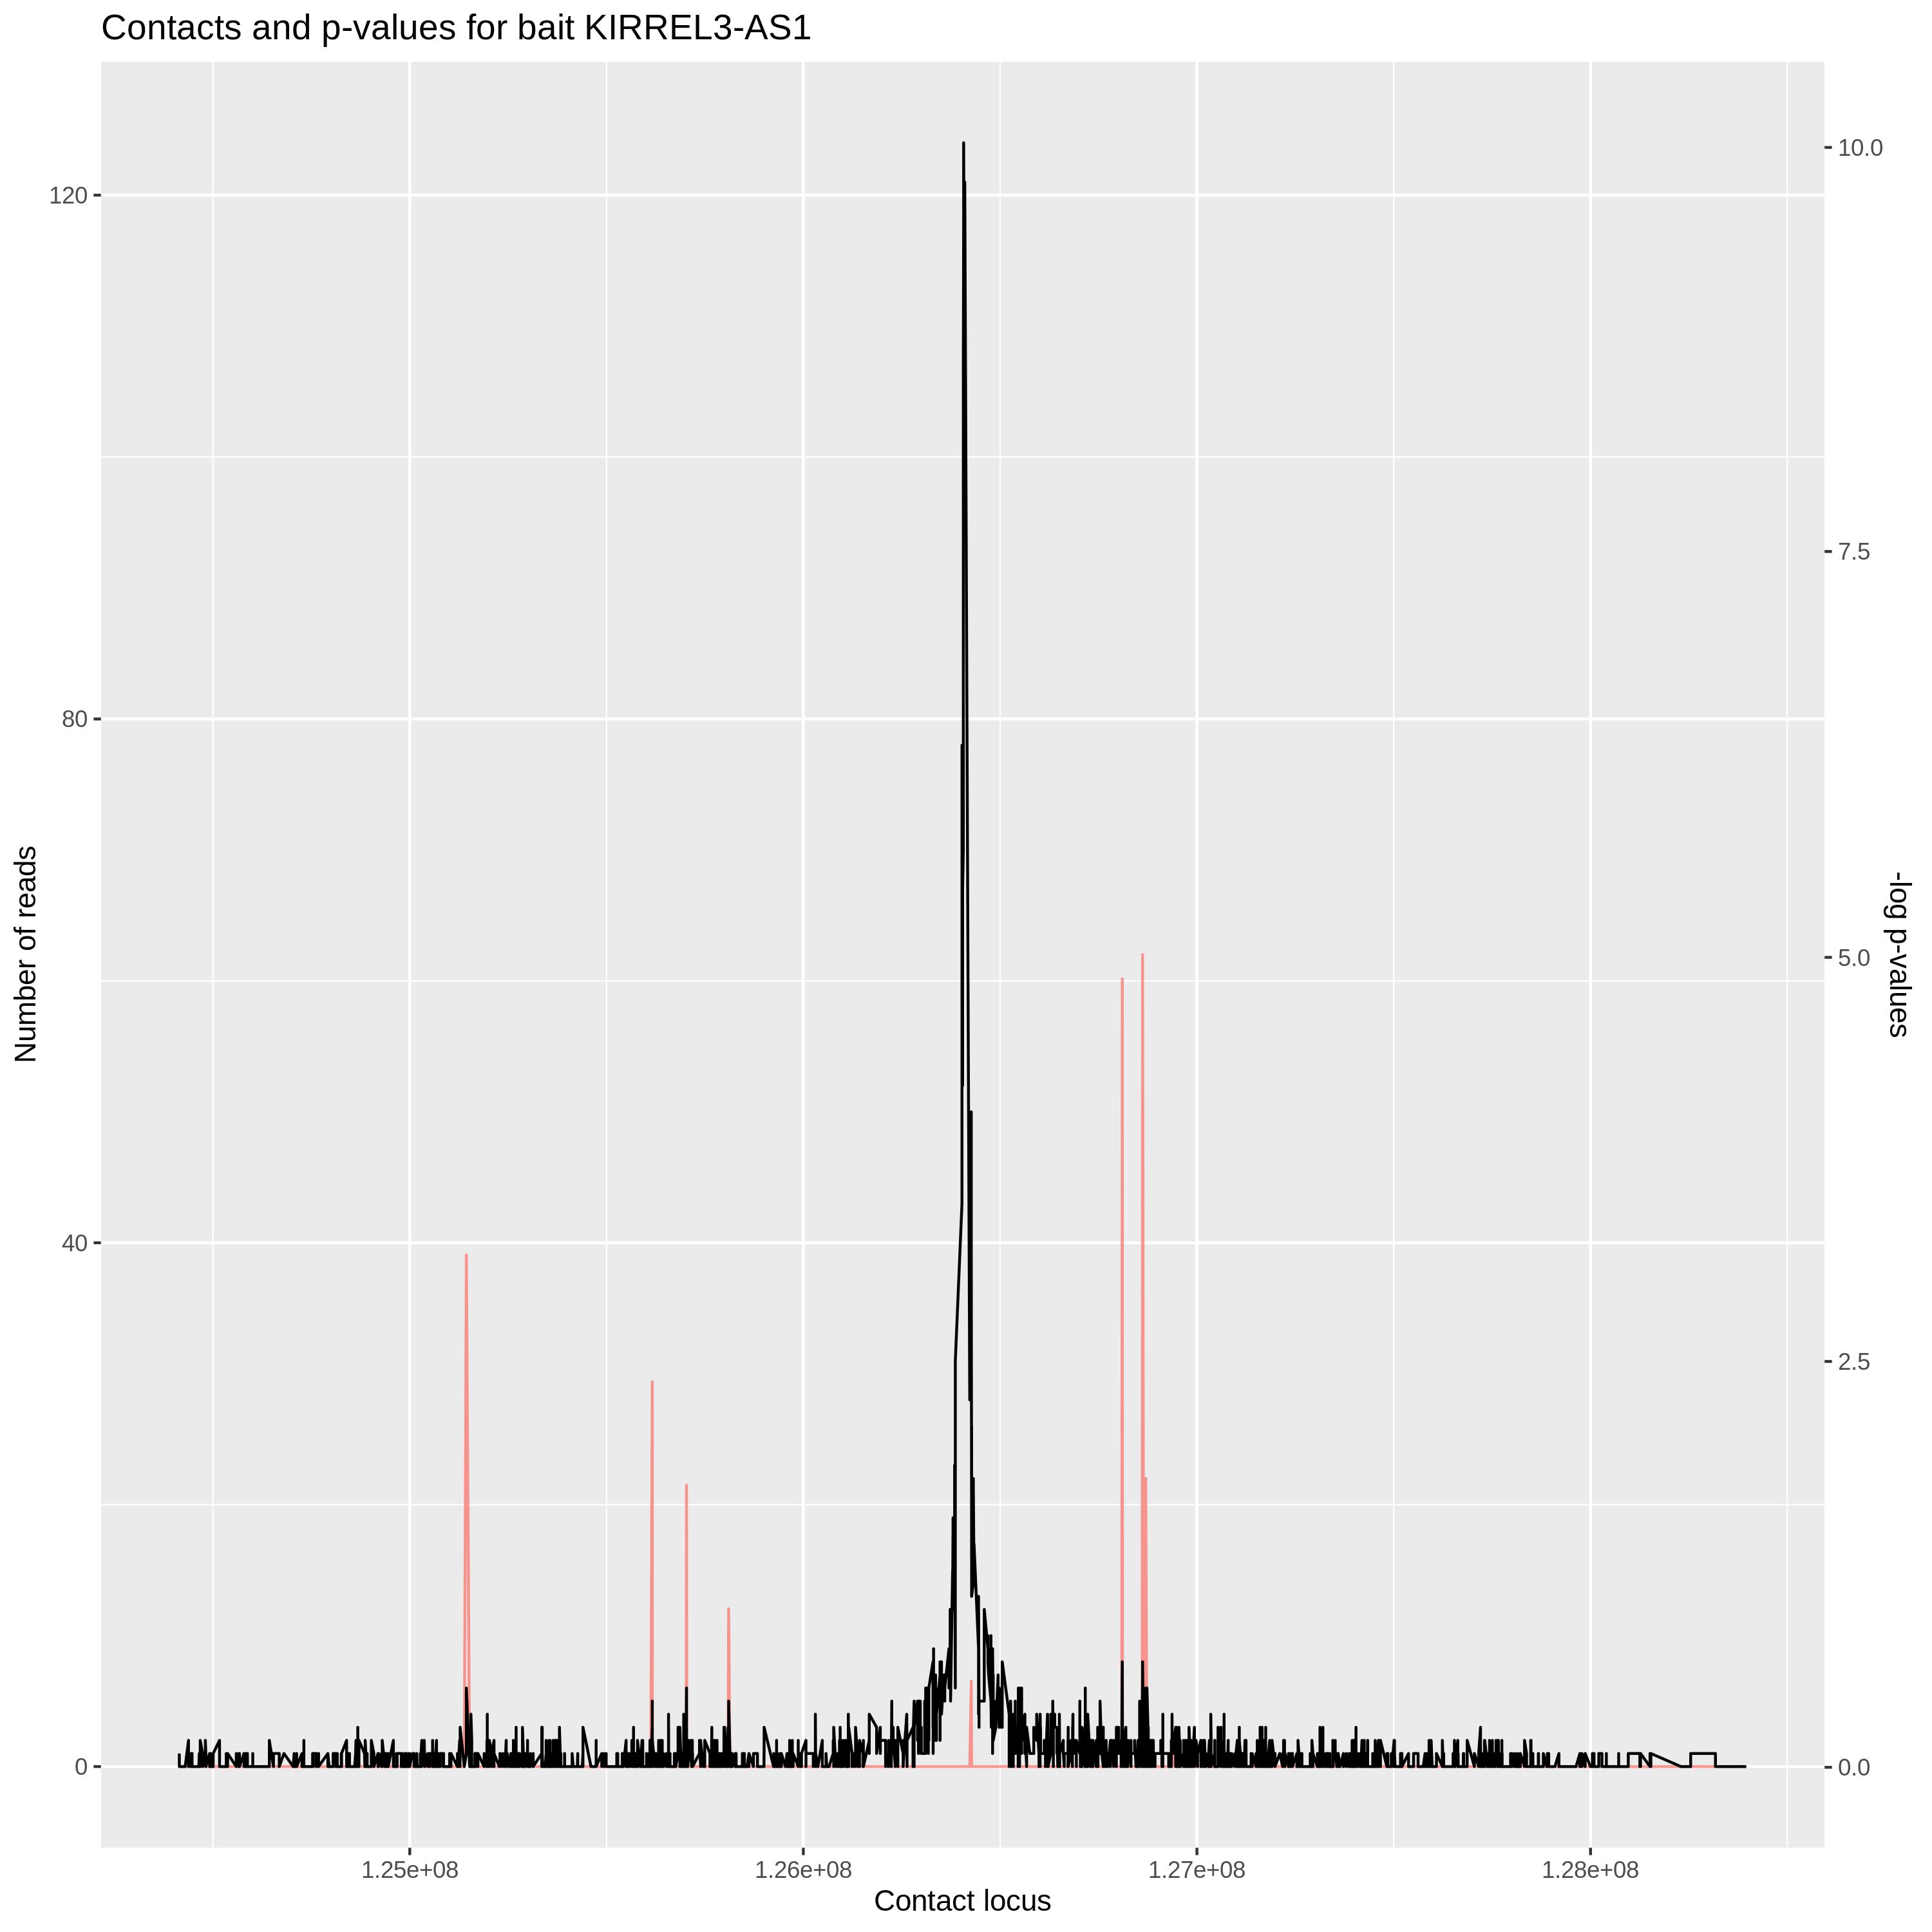 Contacts and p-values for bait KIRREL3-AS1
120
80
40
0
Number of reads
10.0
7.5
5.0
2.5
0.0
-log p-values
1.25e+08
1.26e+08
1.27e+08
1.28e+08
Contact locus